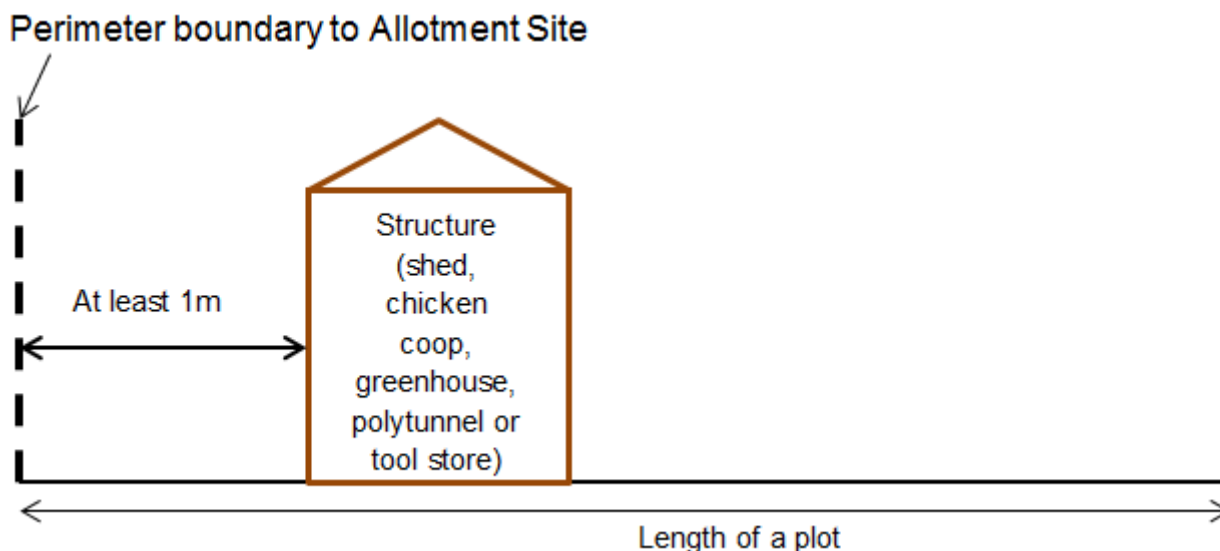 Perimeter boundary to Allotment Site
Structure
(shed,
chicken
coop,
greenhouse,
polytunnel or
tool store)
At least 1m
Length of a plot